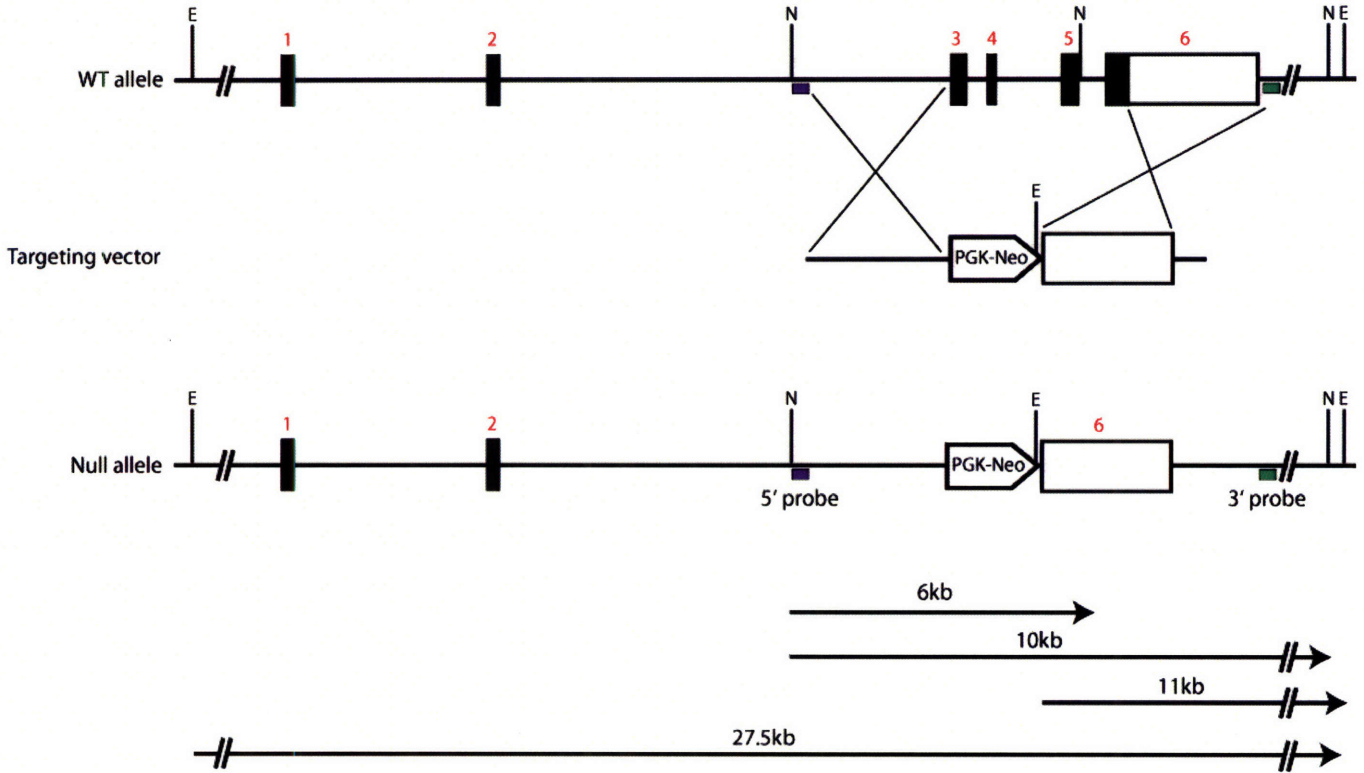 E N N N E
1 2 3 4 5 6
WT allele
E
Targeting vector PGK-Neo
E N E N E
1 2 6
Null allele PGK-Neo
5' probe 3' probe
6kb
10kb
11kb
27.5kb